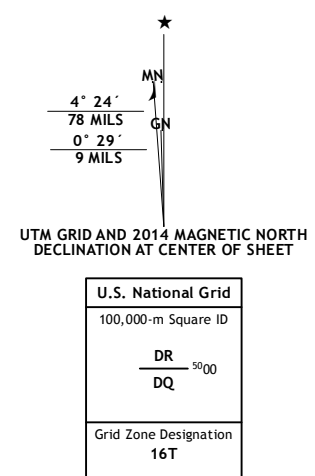 ★
MN
4° 24´
78 MILS
GN
0° 29´
9 MILS
UTM GRID AND 2014 MAGNETIC NORTH
DECLINATION AT CENTER OF SHEET
U.S. National Grid
100,000-m Square ID
DR
5000
DQ
Grid Zone Designation
16T